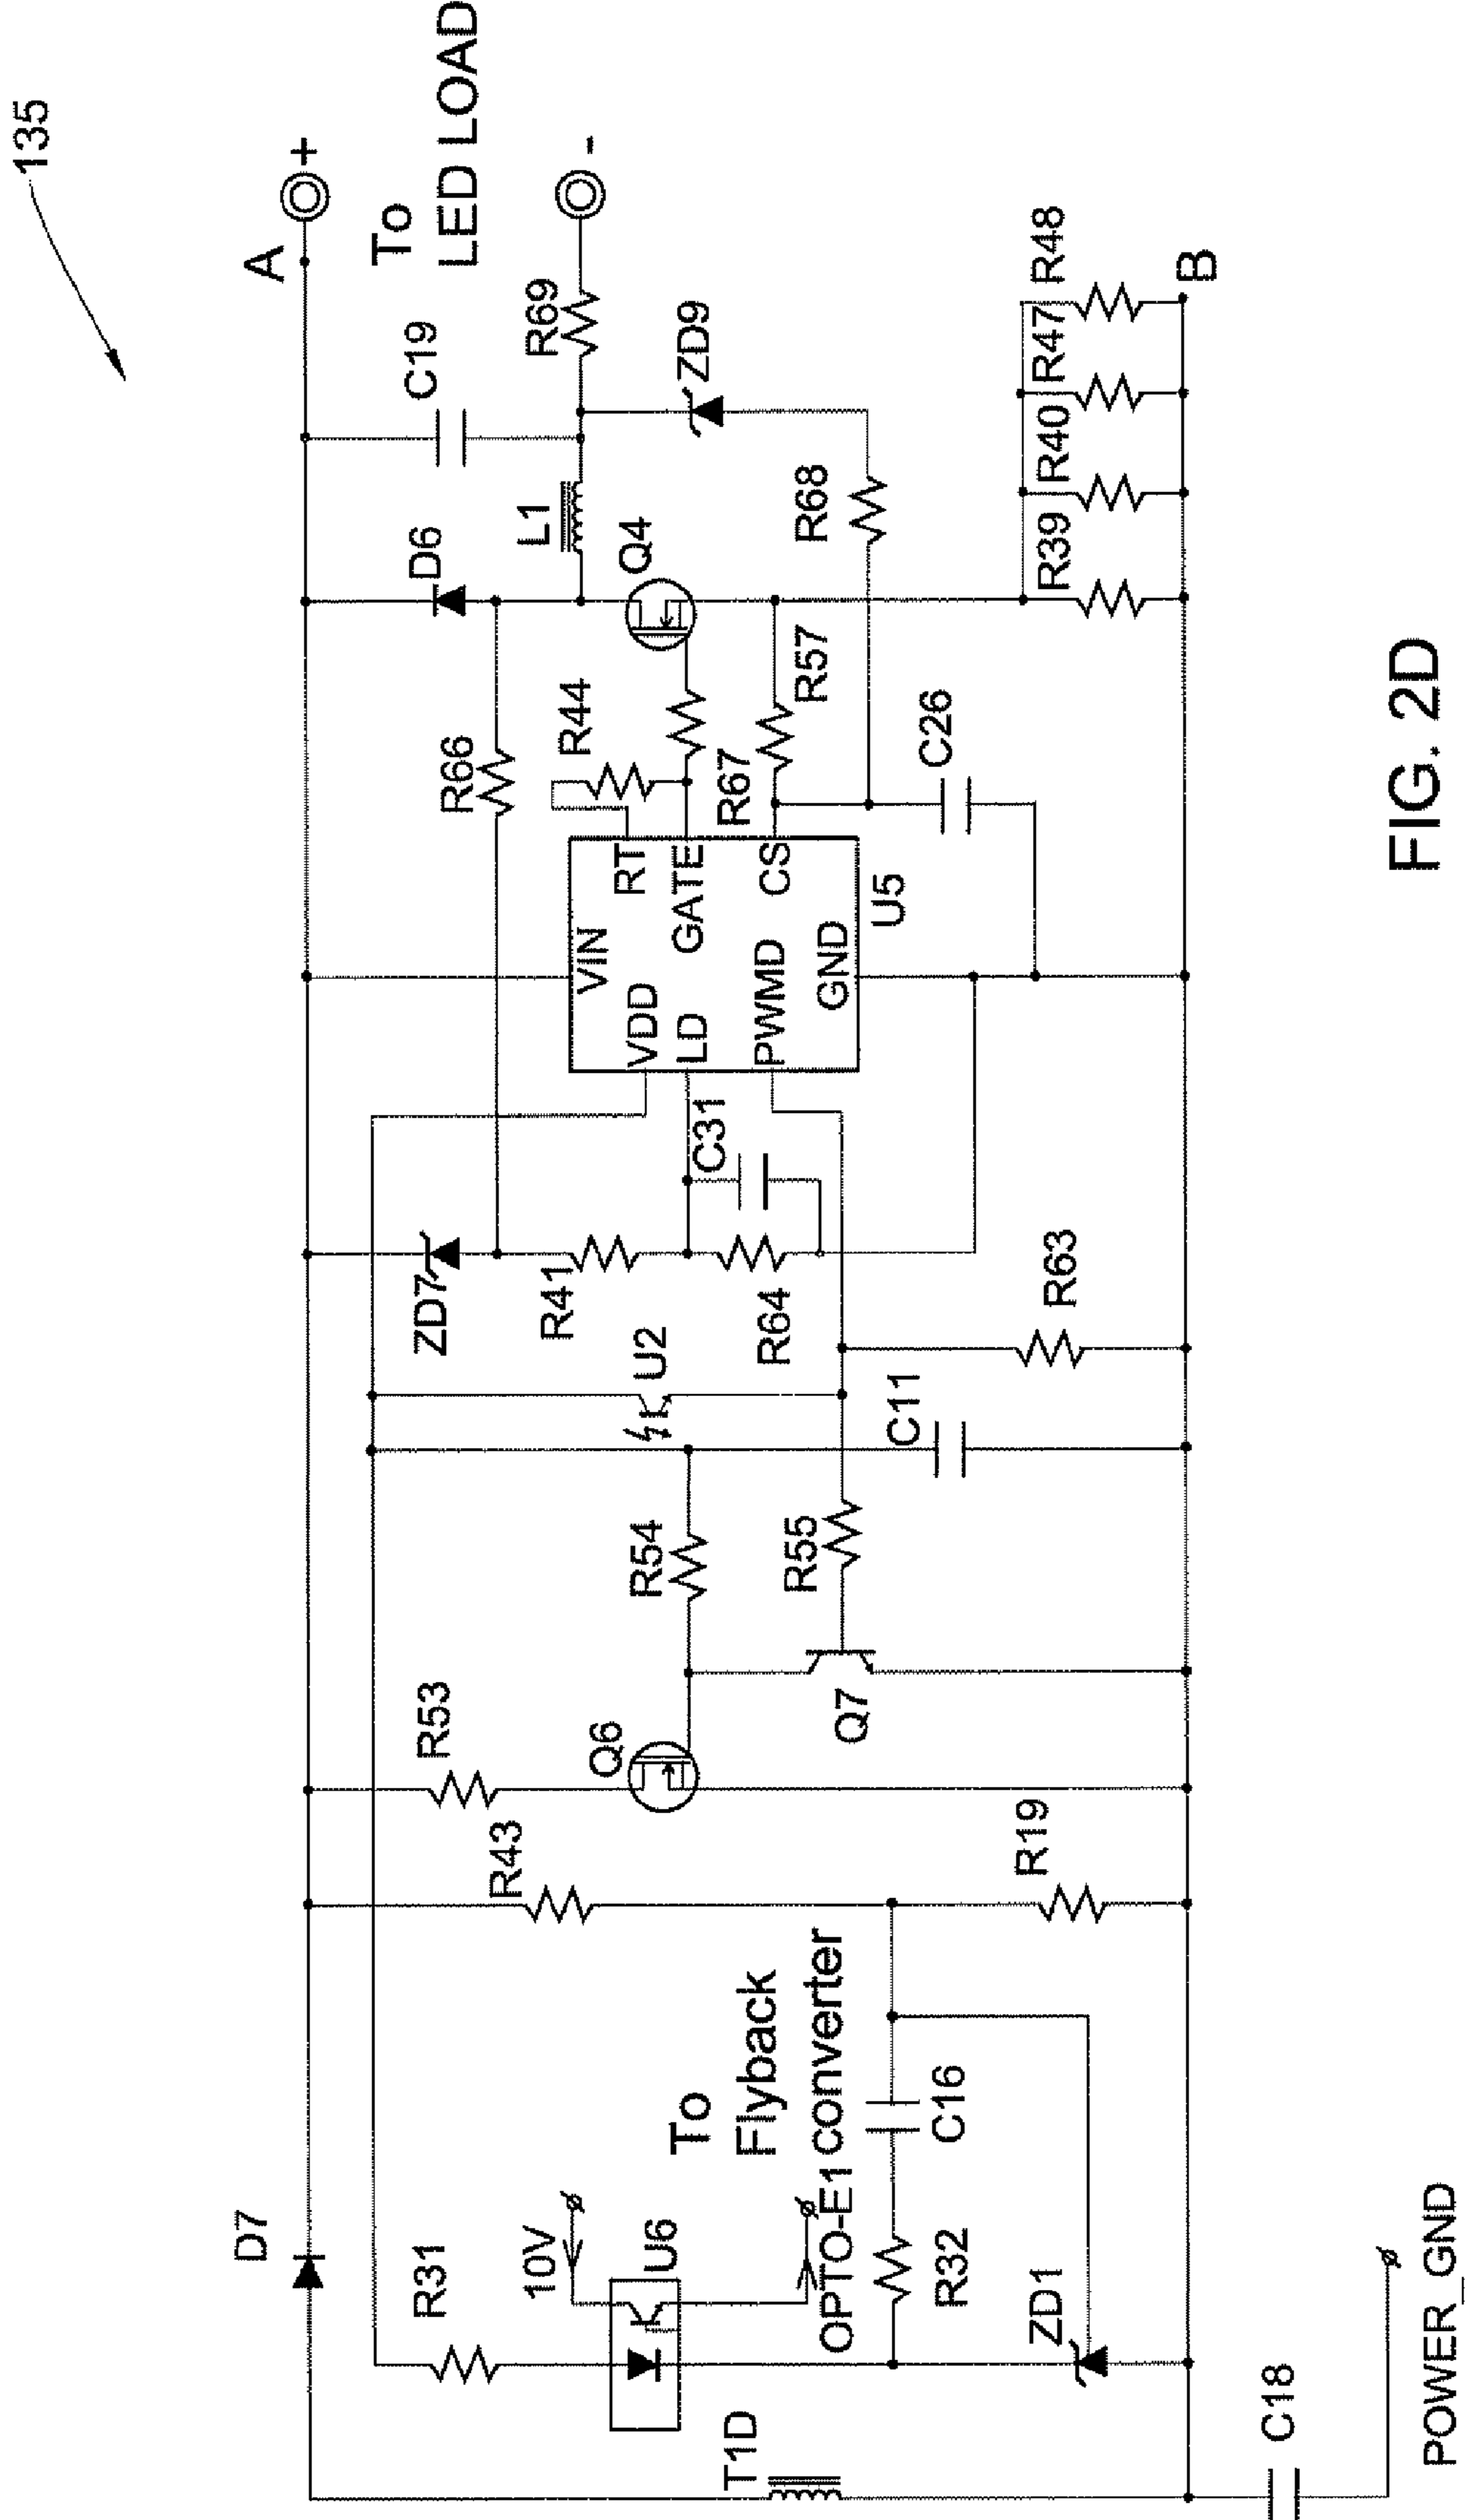 135
D7
A
+
To
LED LOAD
-
R31
10V
U6
To
Flyback
converter
OPTO-E1
T1D
R32
C16
ZD1
C18
POWER_GND
R43
R19
R53
Q6
Q7
R54
R55
C11
U2
R63
ZD7
R41
R64
C31
R66
VIN
VDD
LD
PWMD
GND
RT
GATE
CS
U5
R44
R67
R57
C26
D6
L1
Q4
R68
C19
R69
ZD9
R39
R40
R47
R48
B
FIG. 2D